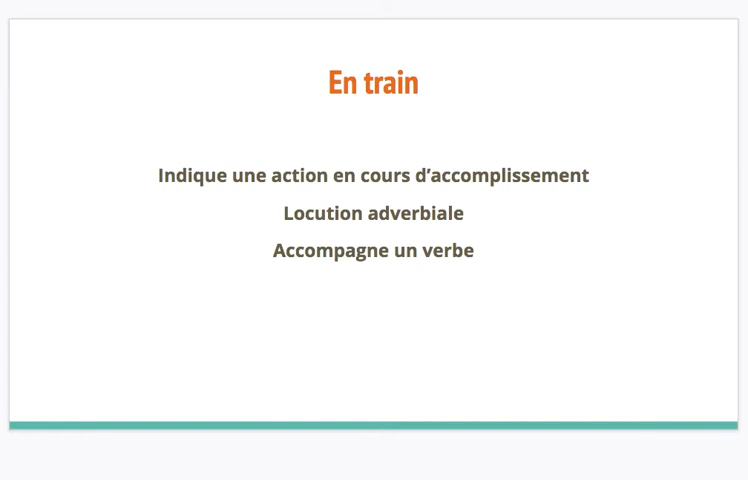 En train
Indique une action en cours d’accomplissement
Locution adverbiale
Accompagne un verbe